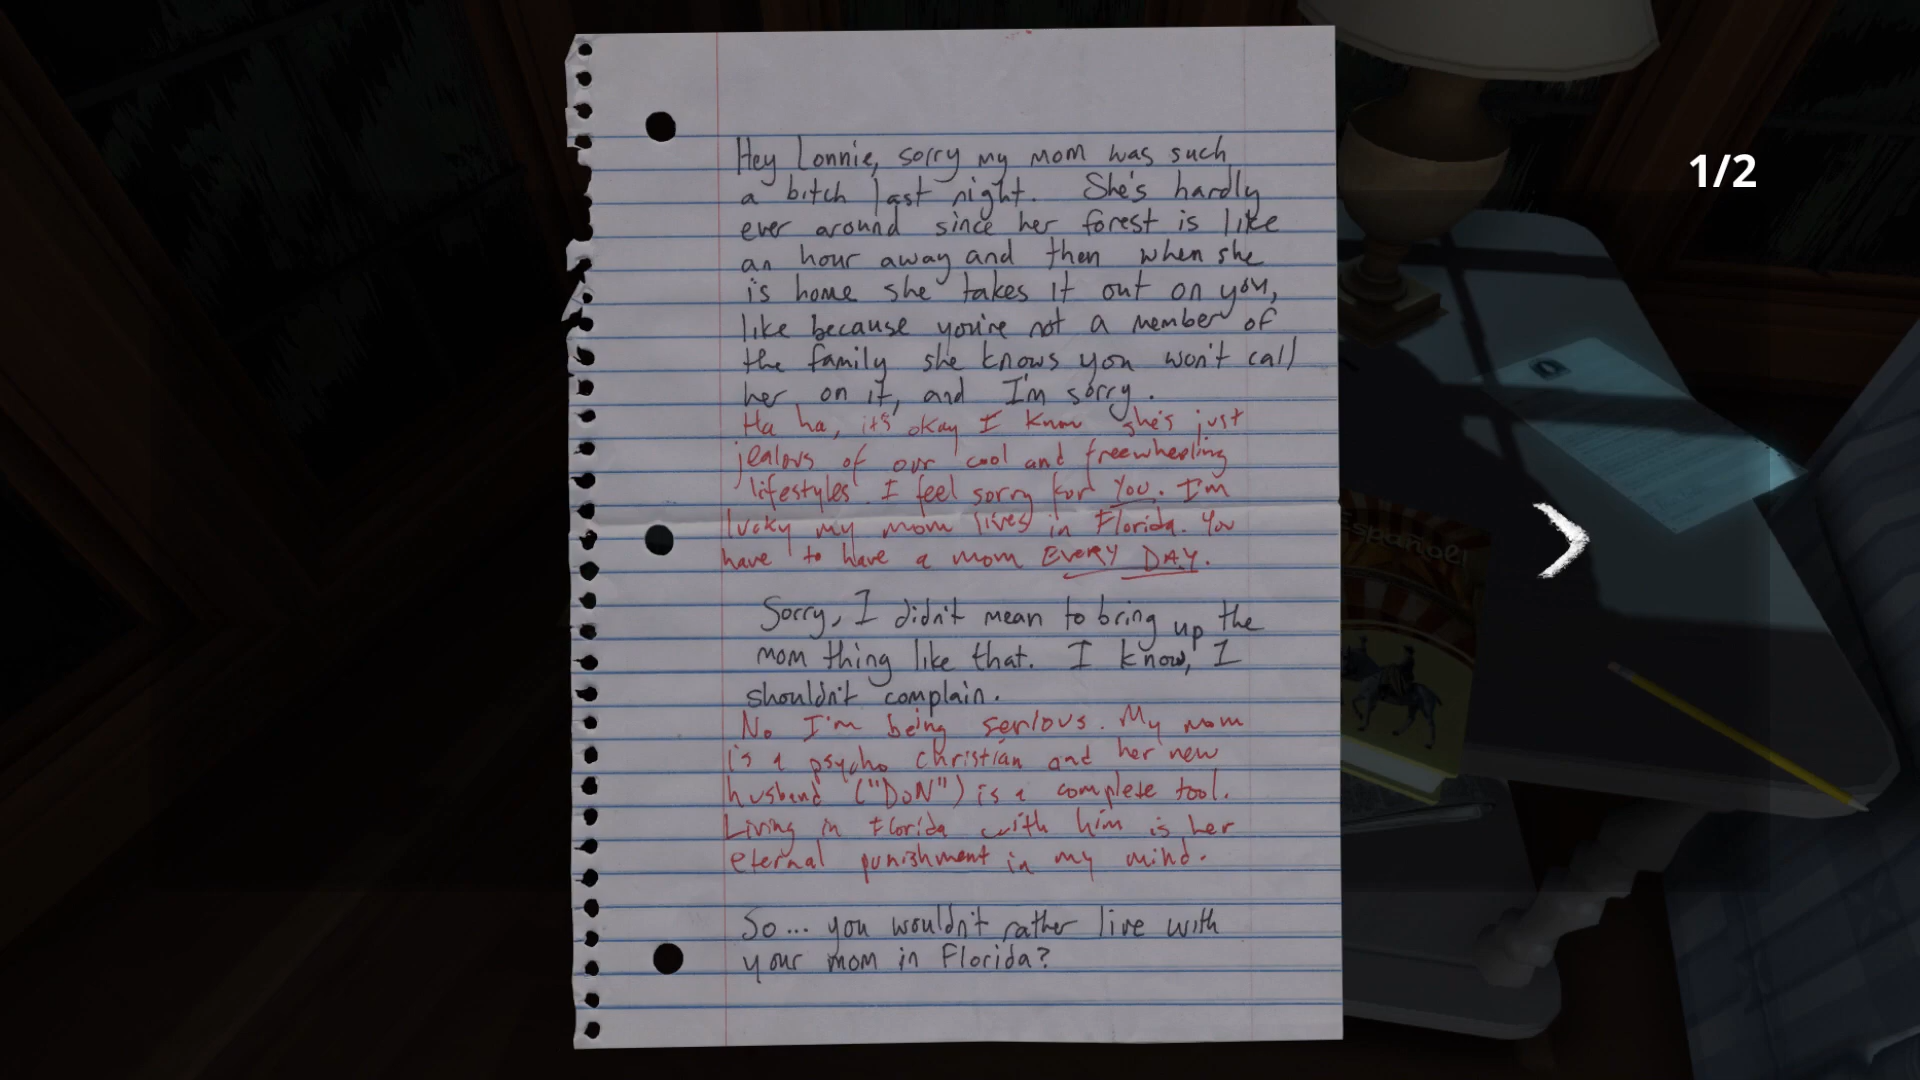 1/2
Hey Lonnie, sorry my mom was such
a bitch last night. She's hardly
ever around since her forest is like
an hour away and then when she
is home she takes it out on you,
like because you're not a member of
the family she knows you won't call
her on it, and I'm sorry.
Ha ha, it's okay I know she's just
jealous of our cool and freewheeling
lifestyles. I feel sorry for You. I'm
lucky my mom lives in Florida. You
have to have a mom EVERY DAY.
Sorry, I didn't mean to bring up the
mom thing like that. I know, I
shouldn't complain.
No I'm being serious. My mom
is a psycho christian and her new
husband ("DoN") is a complete tool.
Living in Florida with him is her
eternal punishment in my mind.
So... you wouldn't rather live with
your mom in Florida?
Español!